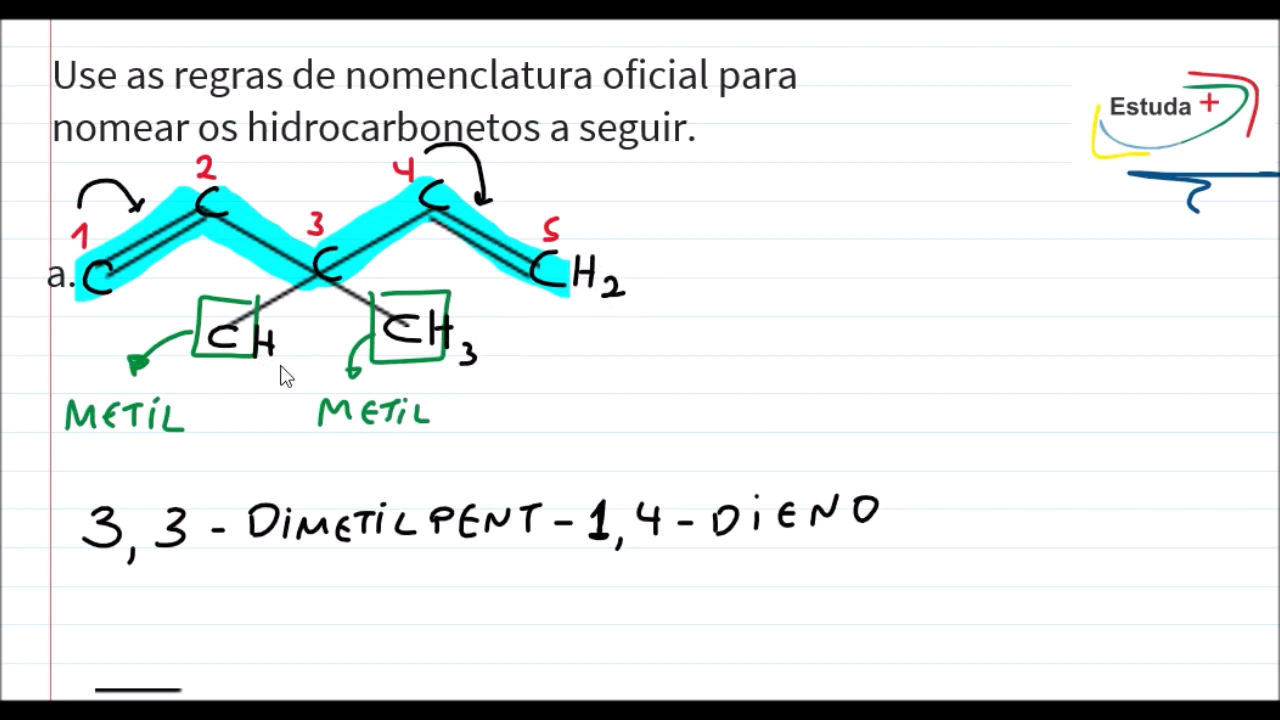 Use as regras de nomenclatura oficial para
nomear os hidrocarbonetos a seguir.
Estuda +
2
4
1
3
5
C
C
a. C
C
CH2
CH
CH3
METIL
METIL
3,3 - DIMETILPENT - 1,4 - DIENO